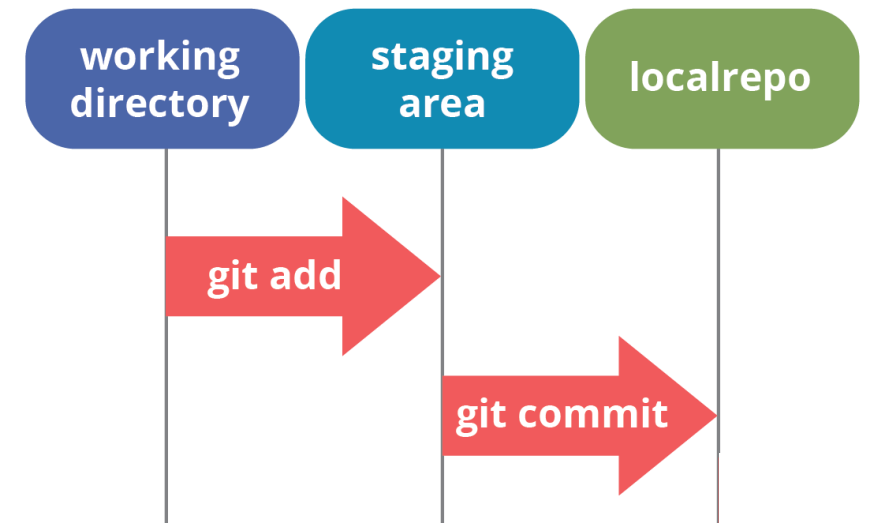 working
directory
staging
area
localrepo
git add
git commit